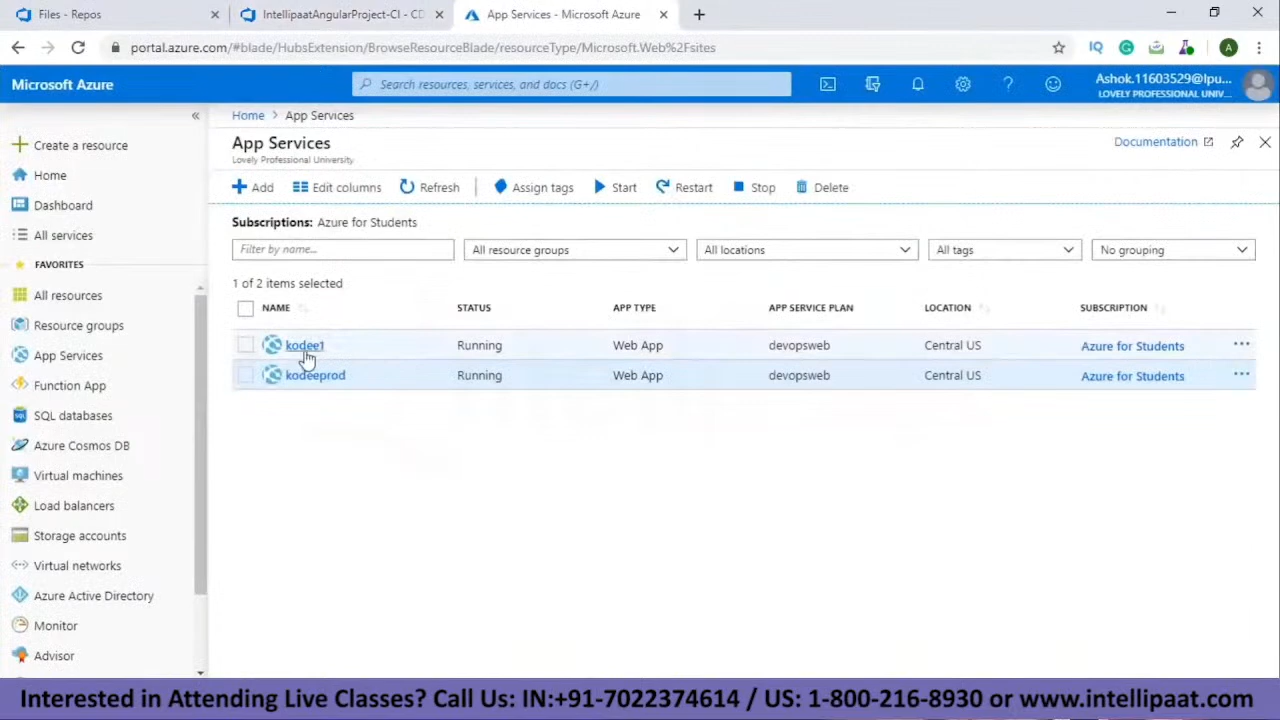 Files - Repos
IntellipaatAngularProject-CI - CD
App Services - Microsoft Azure
portal.azure.com/#blade/HubsExtension/BrowseResourceBlade/resourceType/Microsoft.Web%2Fsites
IQ
A
Microsoft Azure
Search resources, services, and docs (G+/)
Ashok.11603529@lpu...
LOVELY PROFESSIONAL UNIV...
Create a resource
Home
Dashboard
All services
FAVORITES
All resources
Resource groups
App Services
Function App
SQL databases
Azure Cosmos DB
Virtual machines
Load balancers
Storage accounts
Virtual networks
Azure Active Directory
Monitor
Advisor
Home > App Services
App Services
Lovely Professional University
Documentation
Add Edit columns Refresh Assign tags Start Restart Stop Delete
Subscriptions: Azure for Students
Filter by name... All resource groups All locations All tags No grouping
1 of 2 items selected
NAME STATUS APP TYPE APP SERVICE PLAN LOCATION SUBSCRIPTION
kodee1 Running Web App devopsweb Central US Azure for Students
kodeeprod Running Web App devopsweb Central US Azure for Students
Interested in Attending Live Classes? Call Us: IN:+91-7022374614 / US: 1-800-216-8930 or www.intellipaat.com